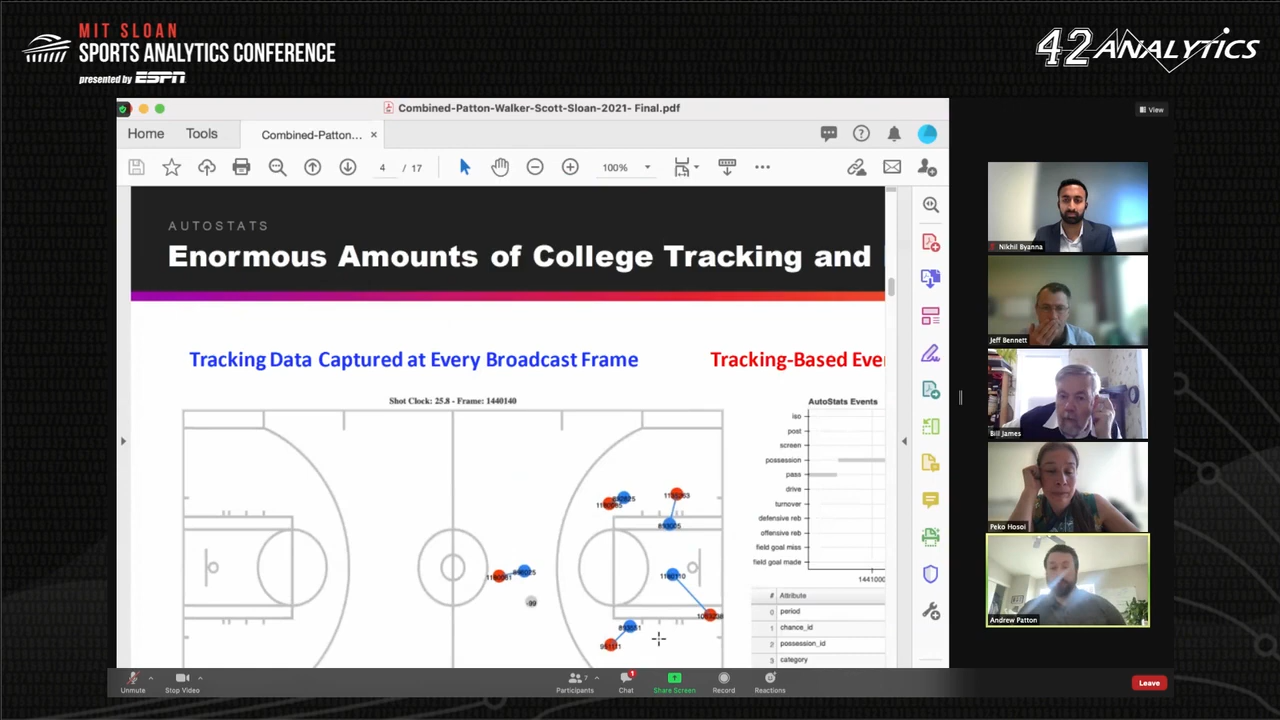 MIT SLOAN
SPORTS ANALYTICS CONFERENCE
presented by ESPN
42 ANALYTICS
Combined-Patton-Walker-Scott-Sloan-2021- Final.pdf
View
Home Tools Combined-Patton... ×
4 / 17 100%
AUTOSTATS
Enormous Amounts of College Tracking and
Tracking Data Captured at Every Broadcast Frame
Tracking-Based Eve
Shot Clock: 25.8 - Frame: 1440140
AutoStats Events
iso
post
screen
possession
pass
drive
turnover
defensive reb
offensive reb
field goal miss
field goal made
1441000
-99
# Attribute
0 period
1 chance_id
2 possession_id
3 category
Nikhil Byanna
Jeff Bennett
Bill James
Peko Hosoi
Andrew Patton
Unmute
Stop Video
Participants 7
Chat 1
Share Screen
Record
Reactions
Leave